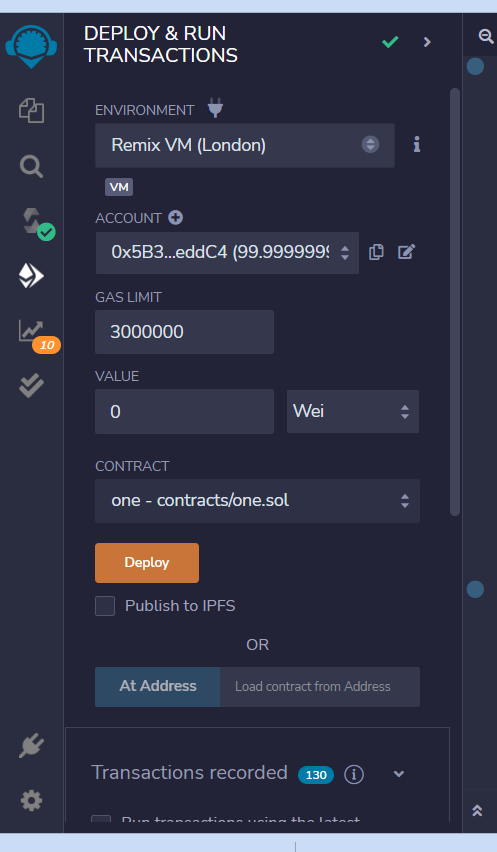 DEPLOY & RUN
TRANSACTIONS
ENVIRONMENT
Remix VM (London)
VM
ACCOUNT
0x5B3...eddC4 (99.9999999
GAS LIMIT
3000000
VALUE
0
Wei
CONTRACT
one - contracts/one.sol
Deploy
Publish to IPFS
OR
At Address
Load contract from Address
Transactions recorded 130
Run transactions using the latest
10